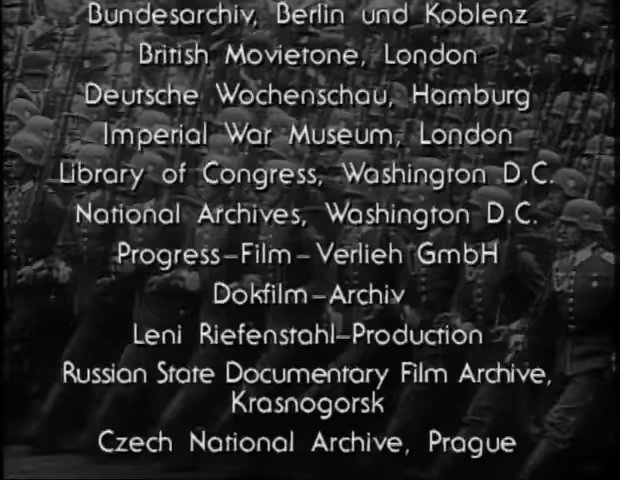 Bundesarchiv, Berlin und Koblenz
British Movietone, London
Deutsche Wochenschau, Hamburg
Imperial War Museum, London
Library of Congress, Washington D.C.
National Archives, Washington D.C.
Progress-Film-Verlieh GmbH
Dokfilm-Archiv
Leni Riefenstahl-Production
Russian State Documentary Film Archive,
Krasnogorsk
Czech National Archive, Prague